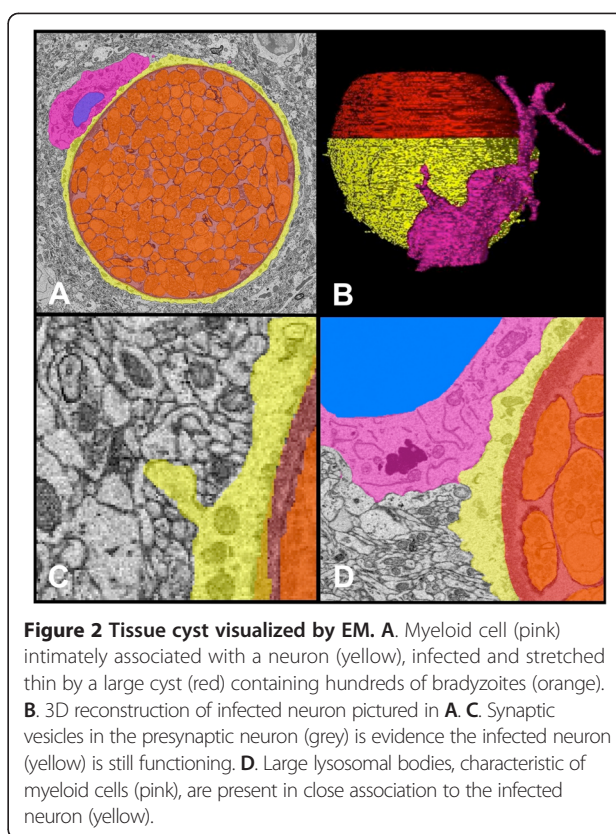 A
B
C
D
Figure 2 Tissue cyst visualized by EM. A. Myeloid cell (pink)
intimately associated with a neuron (yellow), infected and stretched
thin by a large cyst (red) containing hundreds of bradyzoites (orange).
B. 3D reconstruction of infected neuron pictured in A. C. Synaptic
vesicles in the presynaptic neuron (grey) is evidence the infected neuron
(yellow) is still functioning. D. Large lysosomal bodies, characteristic of
myeloid cells (pink), are present in close association to the infected
neuron (yellow).